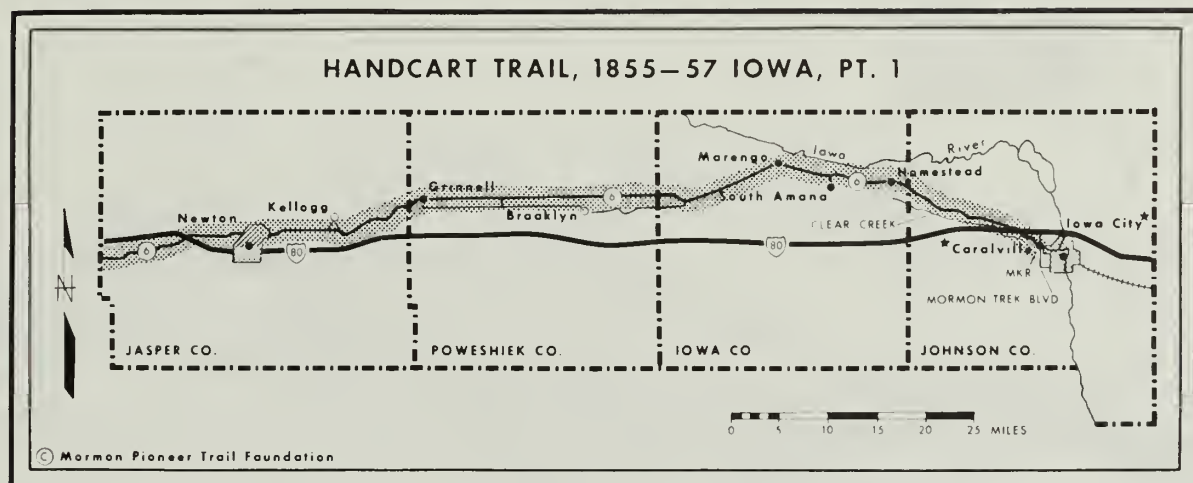 HANDCART TRAIL, 1855–57 IOWA, PT. 1
Marengo
Iowa
River
Homestead
6
South Amana
Grinnell
6
Brooklyn
Kellogg
Newton
6
80
CLEAR CREEK
80
Iowa City
Coralville
MKR
MORMON TREK BLVD
N
JASPER CO.
POWESHIEK CO.
IOWA CO
JOHNSON CO.
0 5 10 15 20 25 MILES
© Mormon Pioneer Trail Foundation